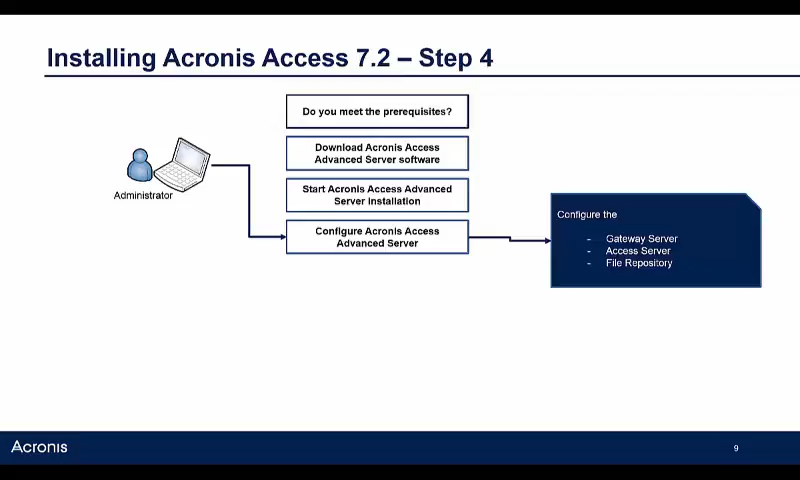 Installing Acronis Access 7.2 – Step 4
Do you meet the prerequisites?
Download Acronis Access
Advanced Server software
Administrator
Start Acronis Access Advanced
Server Installation
Configure Acronis Access
Advanced Server
Configure the
- Gateway Server
- Access Server
- File Repository
Acronis
9